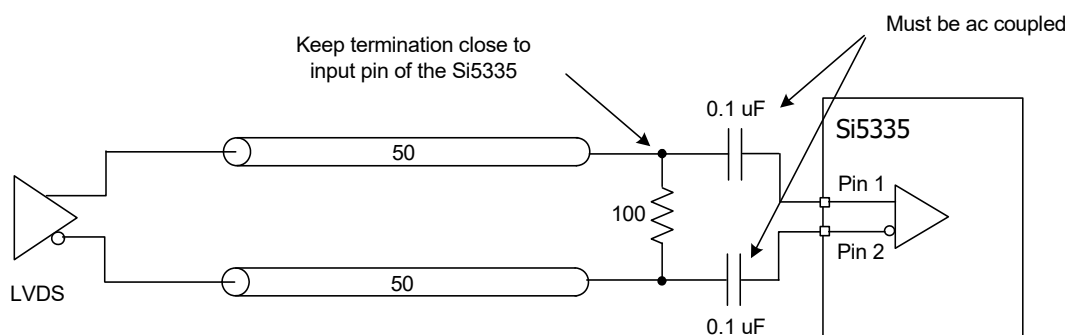 Must be ac coupled
Keep termination close to
input pin of the Si5335
0.1 uF
Si5335
50
Pin 1
100
Pin 2
LVDS
50
0.1 uF